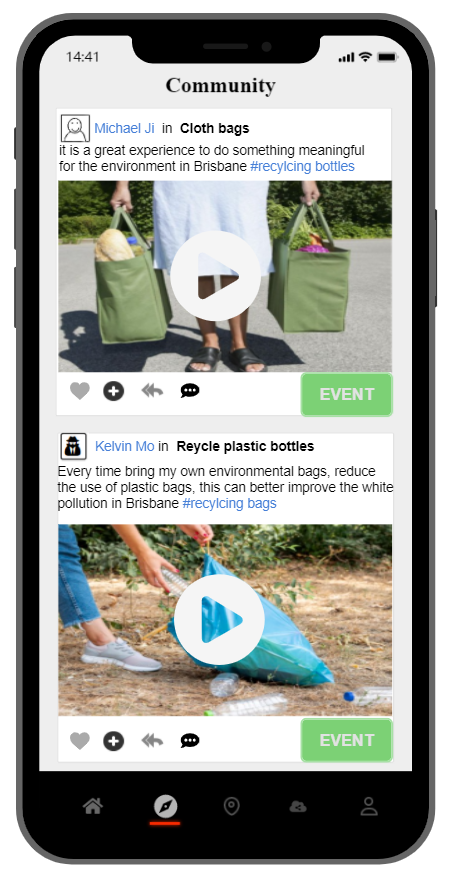 14:41
Community
Michael Ji in Cloth bags
it is a great experience to do something meaningful
for the environment in Brisbane #recylcing bottles
EVENT
Kelvin Mo in Reycle plastic bottles
Every time bring my own environmental bags, reduce
the use of plastic bags, this can better improve the white
pollution in Brisbane #recylcing bags
EVENT